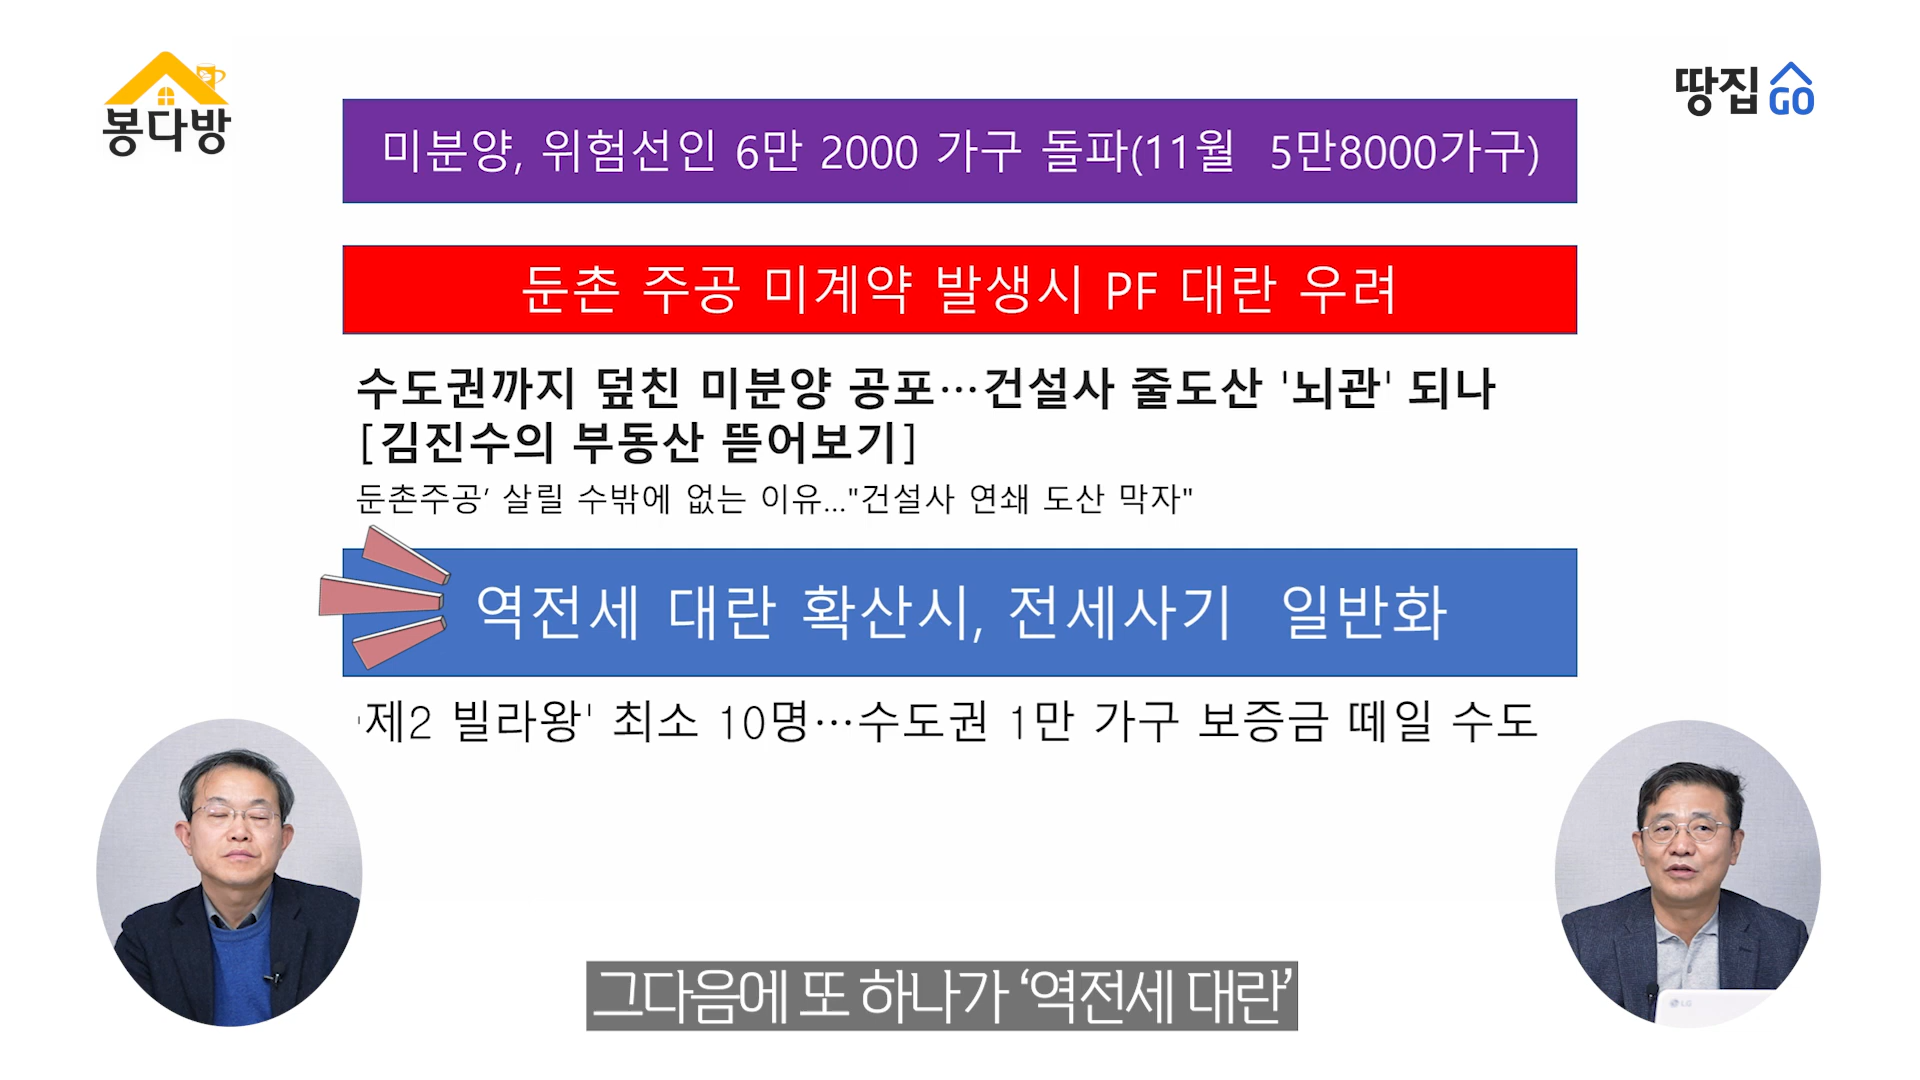 봉다방
땅집GO
미분양, 위험선인 6만 2000 가구 돌파(11월 5만8000가구)
둔촌 주공 미계약 발생시 PF 대란 우려
수도권까지 덮친 미분양 공포…건설사 줄도산 '뇌관' 되나
[김진수의 부동산 뜯어보기]
둔촌주공’ 살릴 수밖에 없는 이유..."건설사 연쇄 도산 막자"
역전세 대란 확산시, 전세사기 일반화
'제2 빌라왕' 최소 10명…수도권 1만 가구 보증금 떼일 수도
LG
그다음에 또 하나가 ‘역전세 대란’